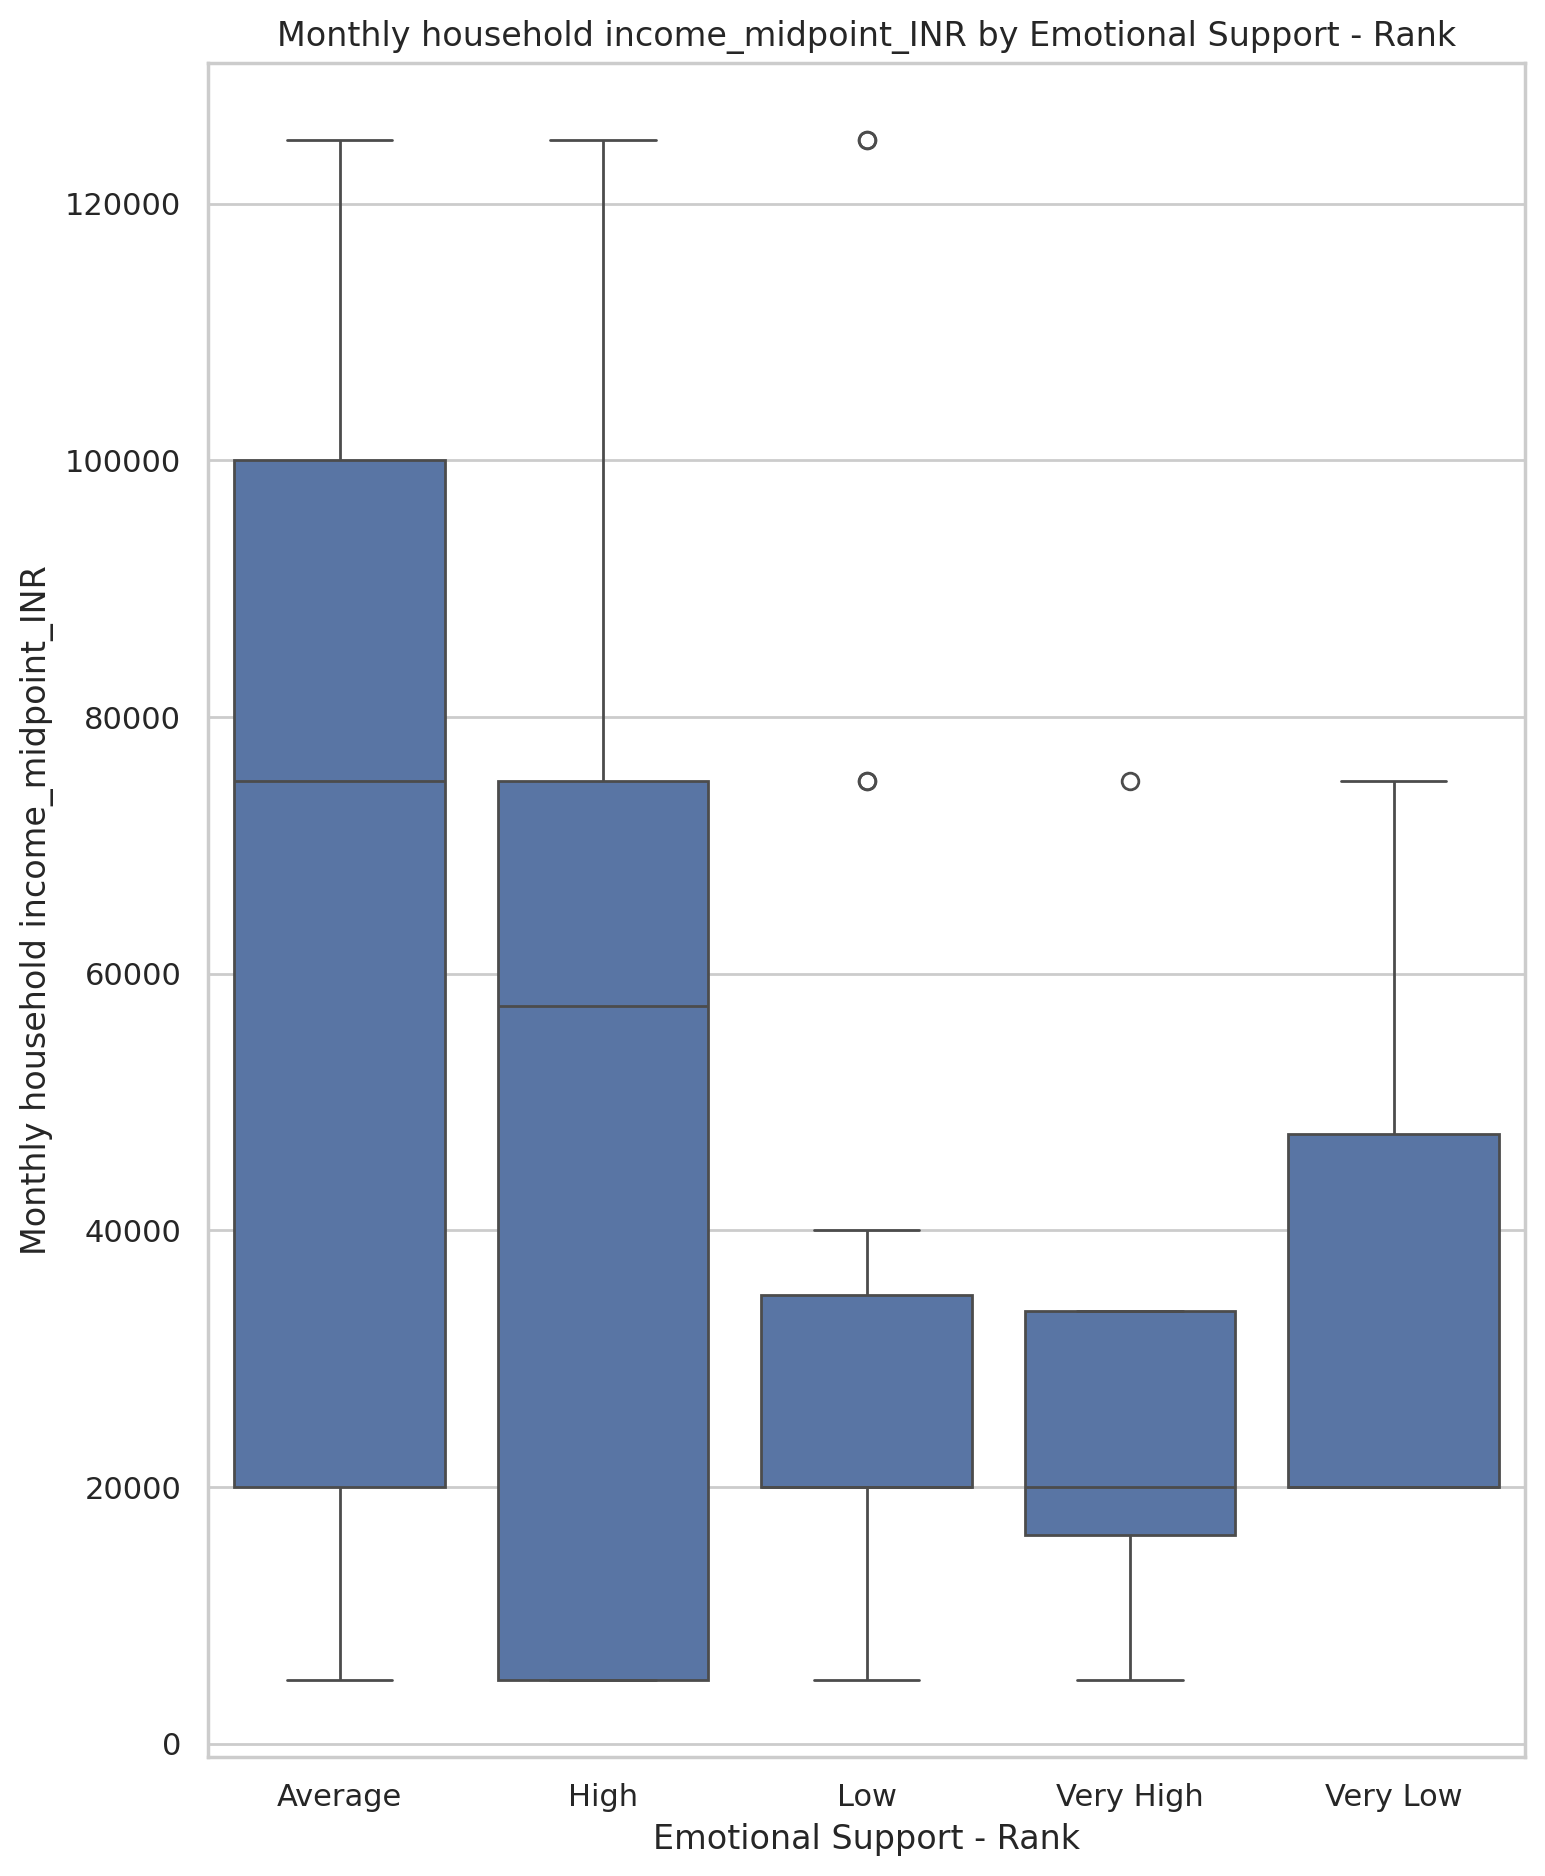 Monthly household income_midpoint_INR by Emotional Support - Rank
Monthly household income_midpoint_INR
120000
100000
80000
60000
40000
20000
0
Average High Low Very High Very Low
Emotional Support - Rank